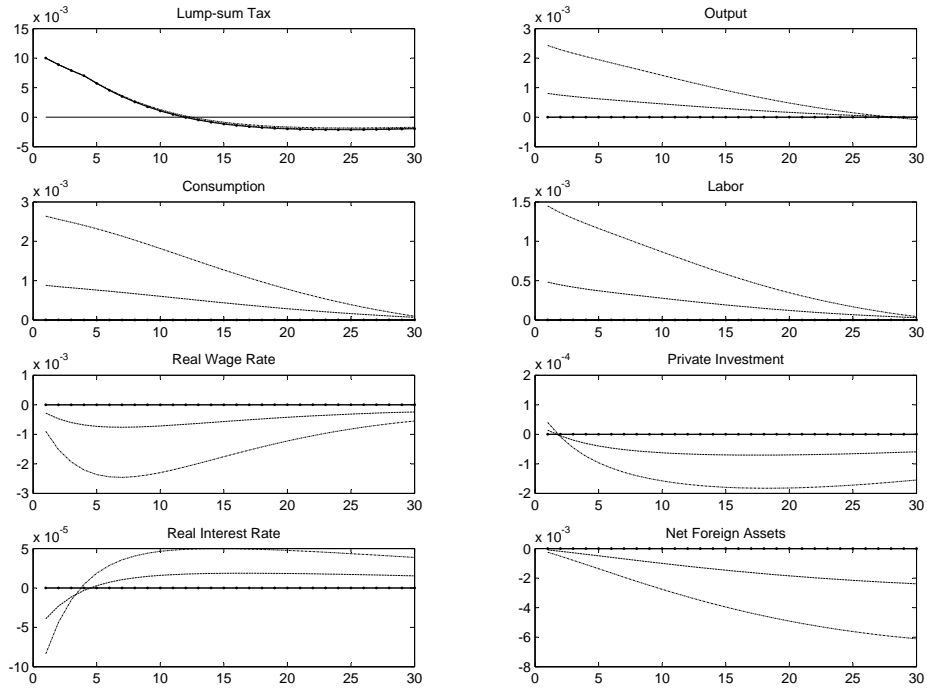 Lump-sum Tax
x 10⁻³
15
10
5
0
-5
0 5 10 15 20 25 30
Output
x 10⁻³
3
2
1
0
-1
0 5 10 15 20 25 30
Consumption
x 10⁻³
3
2
1
0
0 5 10 15 20 25 30
Labor
x 10⁻³
1.5
1
0.5
0
0 5 10 15 20 25 30
Real Wage Rate
x 10⁻³
1
0
-1
-2
-3
0 5 10 15 20 25 30
Private Investment
x 10⁻⁴
2
1
0
-1
-2
0 5 10 15 20 25 30
Real Interest Rate
x 10⁻⁵
5
0
-5
-10
0 5 10 15 20 25 30
Net Foreign Assets
x 10⁻³
0
-2
-4
-6
-8
0 5 10 15 20 25 30